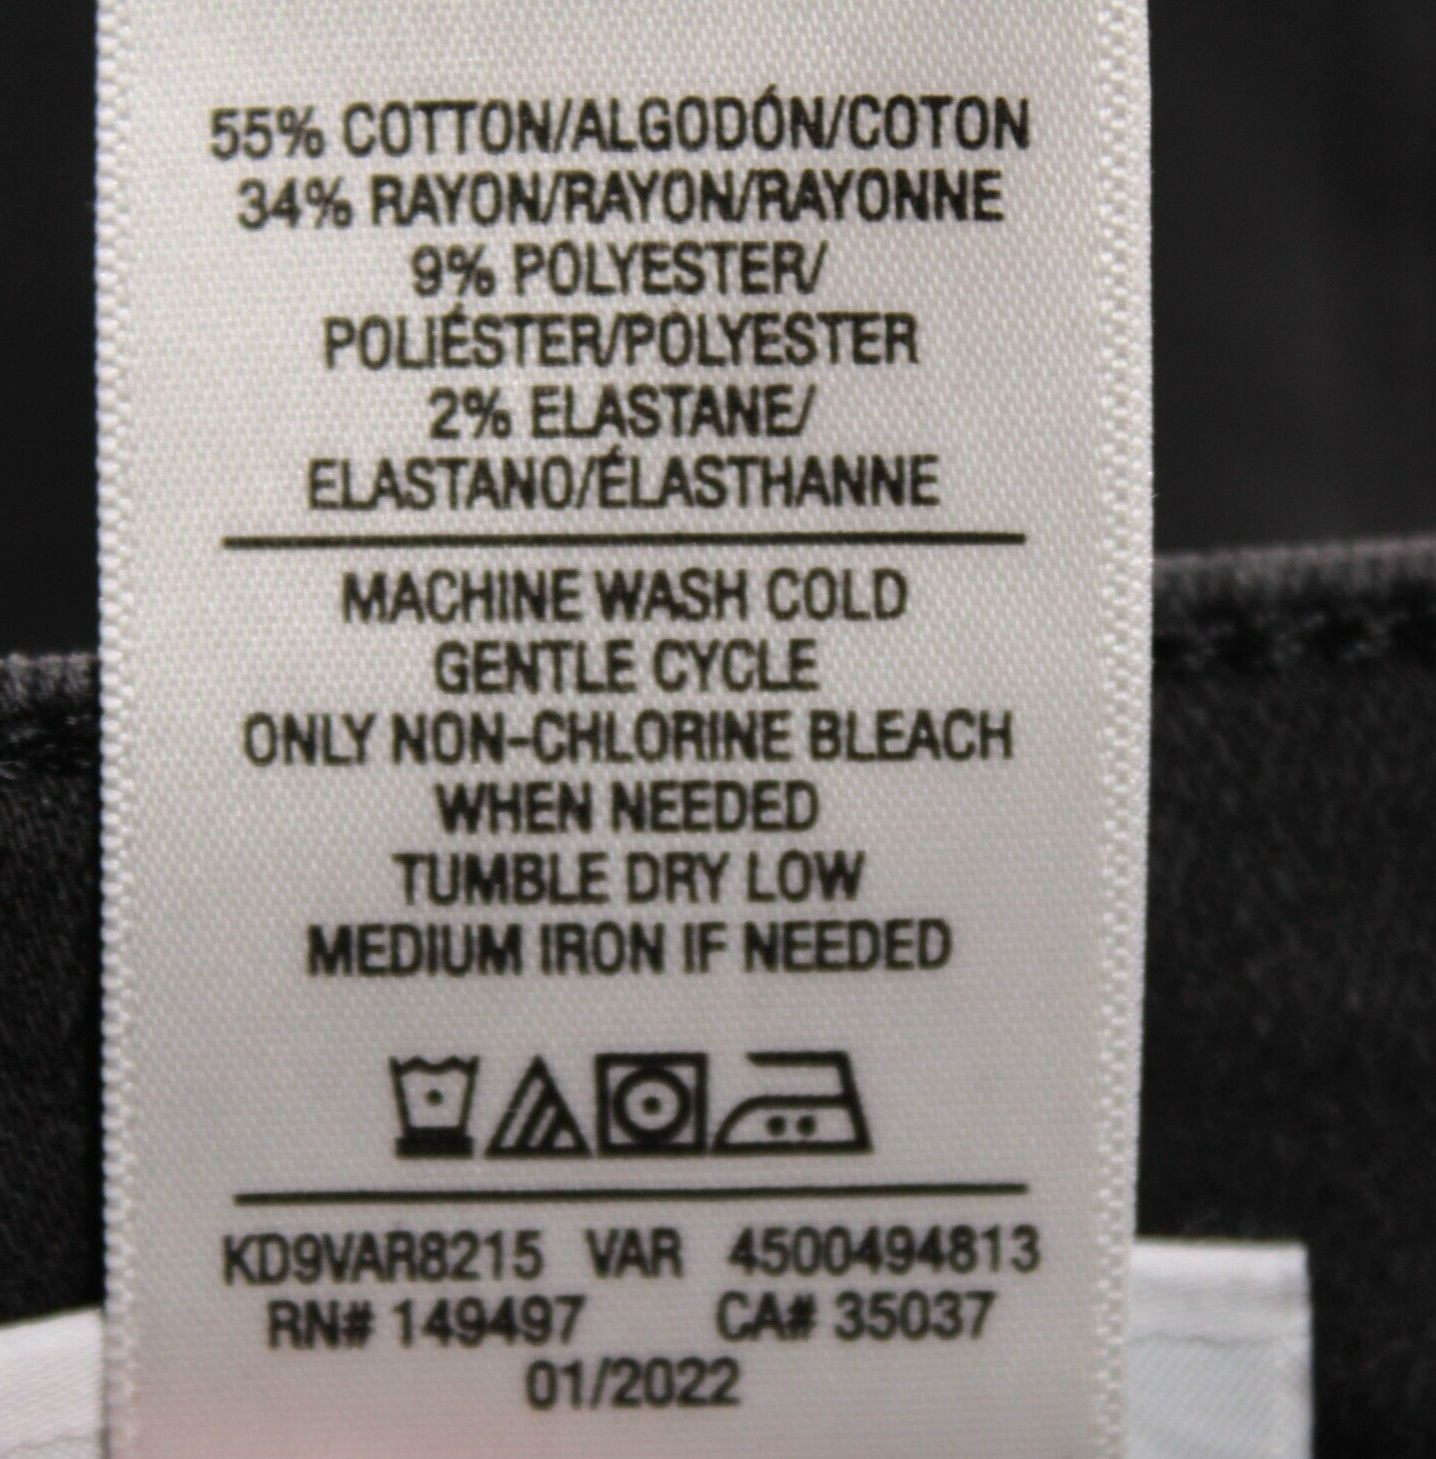 55% COTTON/ALGODÓN/COTON
34% RAYON/RAYON/RAYONNE
9% POLYESTER/
POLIÉSTER/POLYESTER
2% ELASTANE/
ELASTANO/ÉLASTHANNE
MACHINE WASH COLD
GENTLE CYCLE
ONLY NON-CHLORINE BLEACH
WHEN NEEDED
TUMBLE DRY LOW
MEDIUM IRON IF NEEDED
KD9VAR8215 VAR 4500494813
RN# 149497 CA# 35037
01/2022